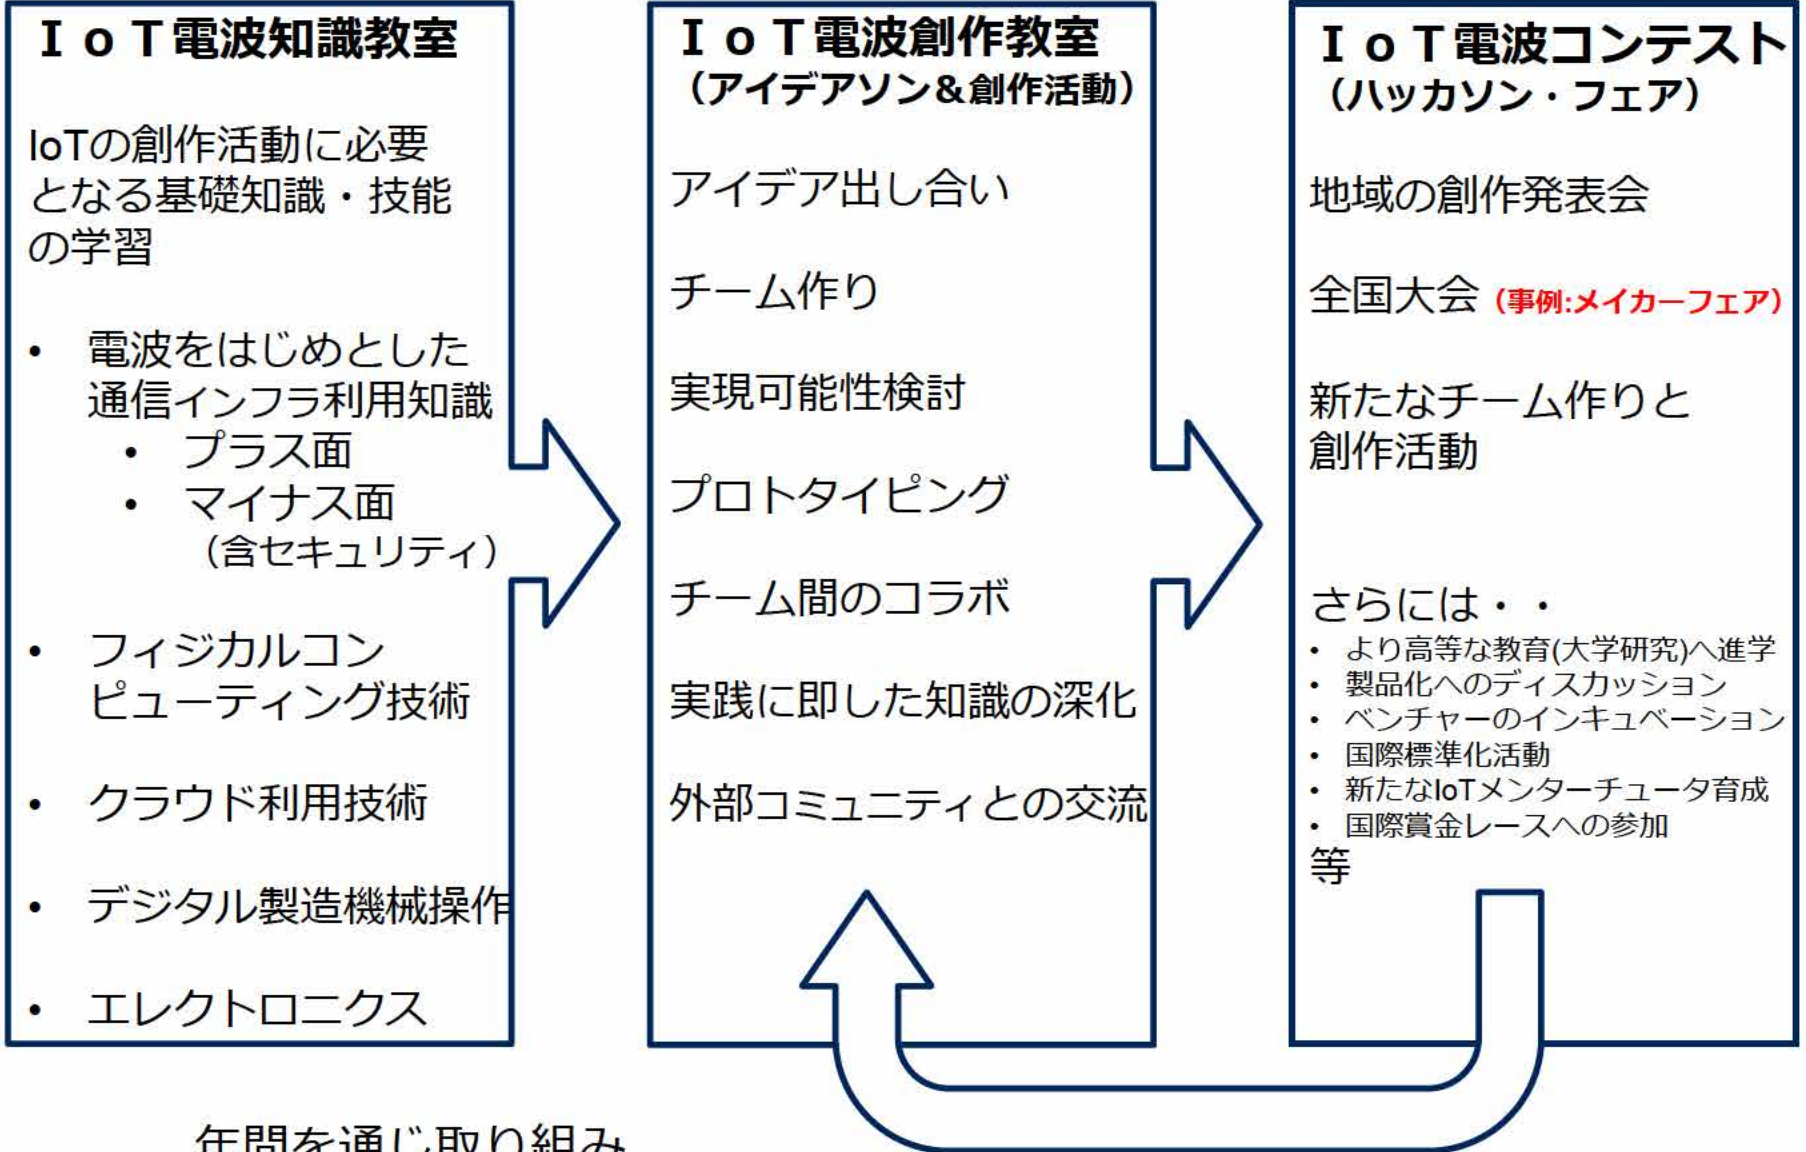 ＩｏＴ電波知識教室
IoTの創作活動に必要
となる基礎知識・技能
の学習
• 電波をはじめとした
通信インフラ利用知識
• プラス面
• マイナス面
（含セキュリティ）
• フィジカルコン
ピューティング技術
• クラウド利用技術
• デジタル製造機械操作
• エレクトロニクス
ＩｏＴ電波創作教室
（アイデアソン＆創作活動）
アイデア出し合い
チーム作り
実現可能性検討
プロトタイピング
チーム間のコラボ
実践に即した知識の深化
外部コミュニティとの交流
ＩｏＴ電波コンテスト
（ハッカソン・フェア）
地域の創作発表会
全国大会（事例:メイカーフェア）
新たなチーム作りと
創作活動
さらには・・
• より高等な教育(大学研究)へ進学
• 製品化へのディスカッション
• ベンチャーのインキュベーション
• 国際標準化活動
• 新たなIoTメンターチュータ育成
• 国際賞金レースへの参加
等
年間を通じ取り組み